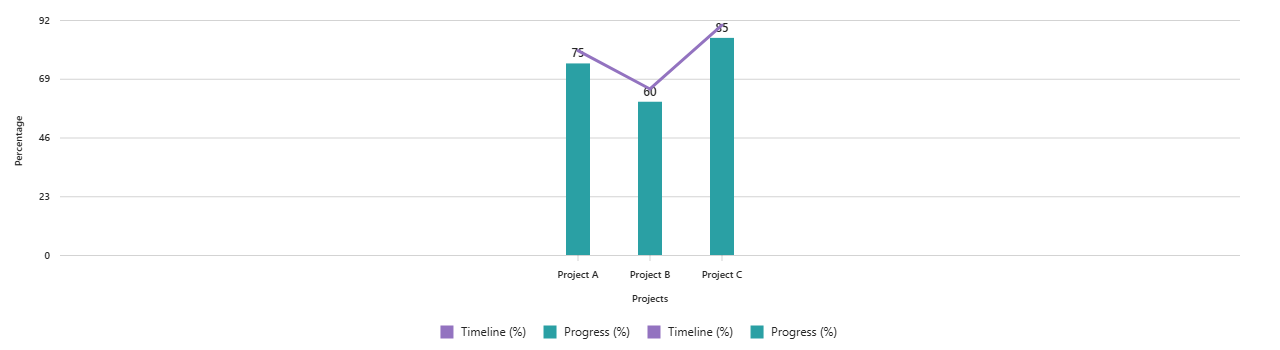 92
69
46
23
0
Percentage
75
60
85
Project A Project B Project C
Projects
Timeline (%) Progress (%) Timeline (%) Progress (%)